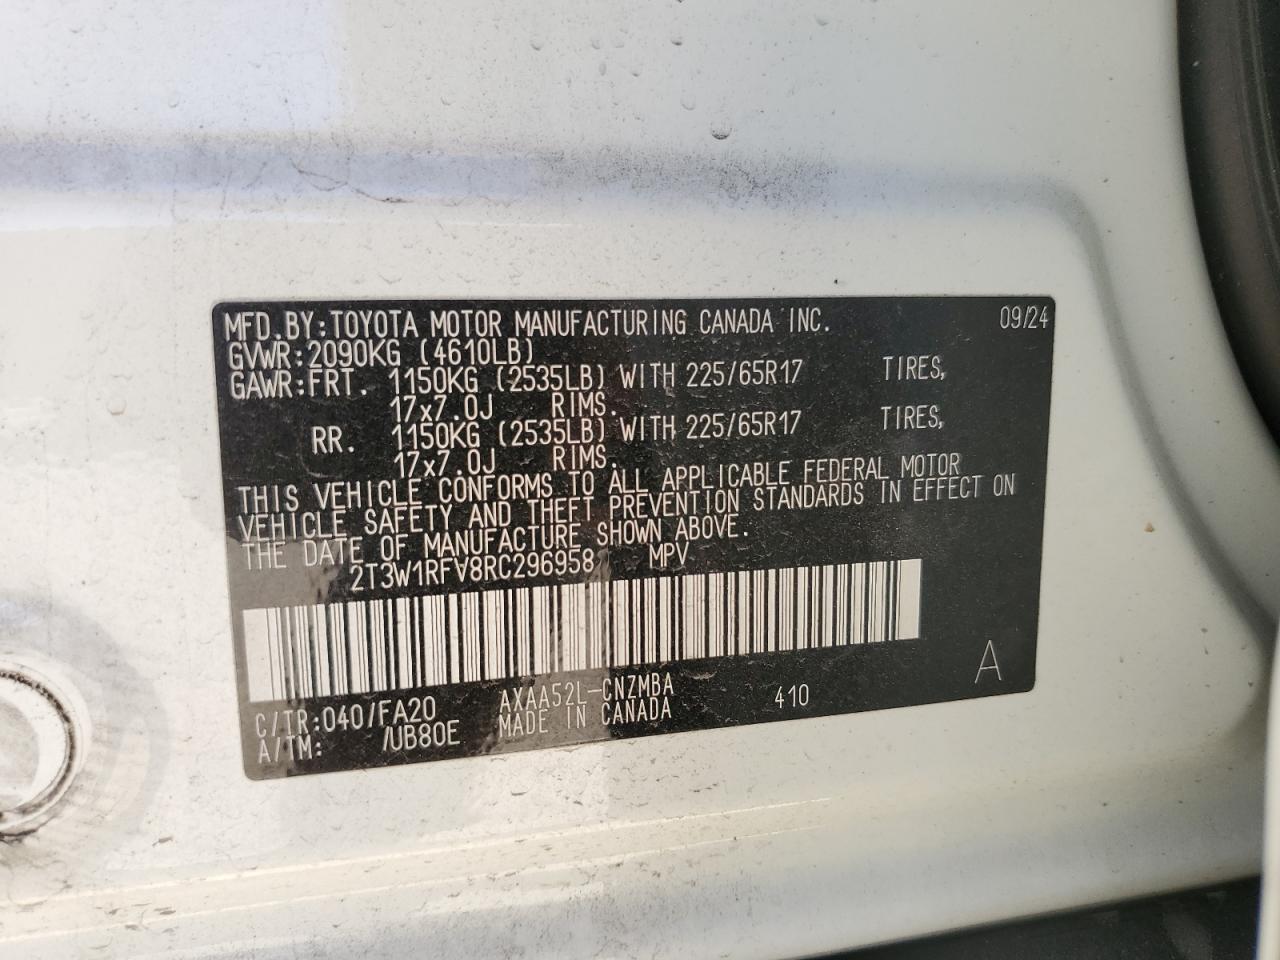 MFD.BY:TOYOTA MOTOR MANUFACTURING CANADA INC. 09/24
GVWR:2090KG (4610LB)
GAWR:FRT. 1150KG (2535LB) WITH 225/65R17 TIRES,
17x7.0J RIMS.
RR. 1150KG (2535LB) WITH 225/65R17 TIRES,
17x7.0J RIMS.
THIS VEHICLE CONFORMS TO ALL APPLICABLE FEDERAL MOTOR
VEHICLE SAFETY AND THEFT PREVENTION STANDARDS IN EFFECT ON
THE DATE OF MANUFACTURE SHOWN ABOVE.
2T3W1RFV8RC296958 MPV
C/TR:040/FA20 AXAA52L-CNZMBA 410 A
A/TM: /UB80E MADE IN CANADA